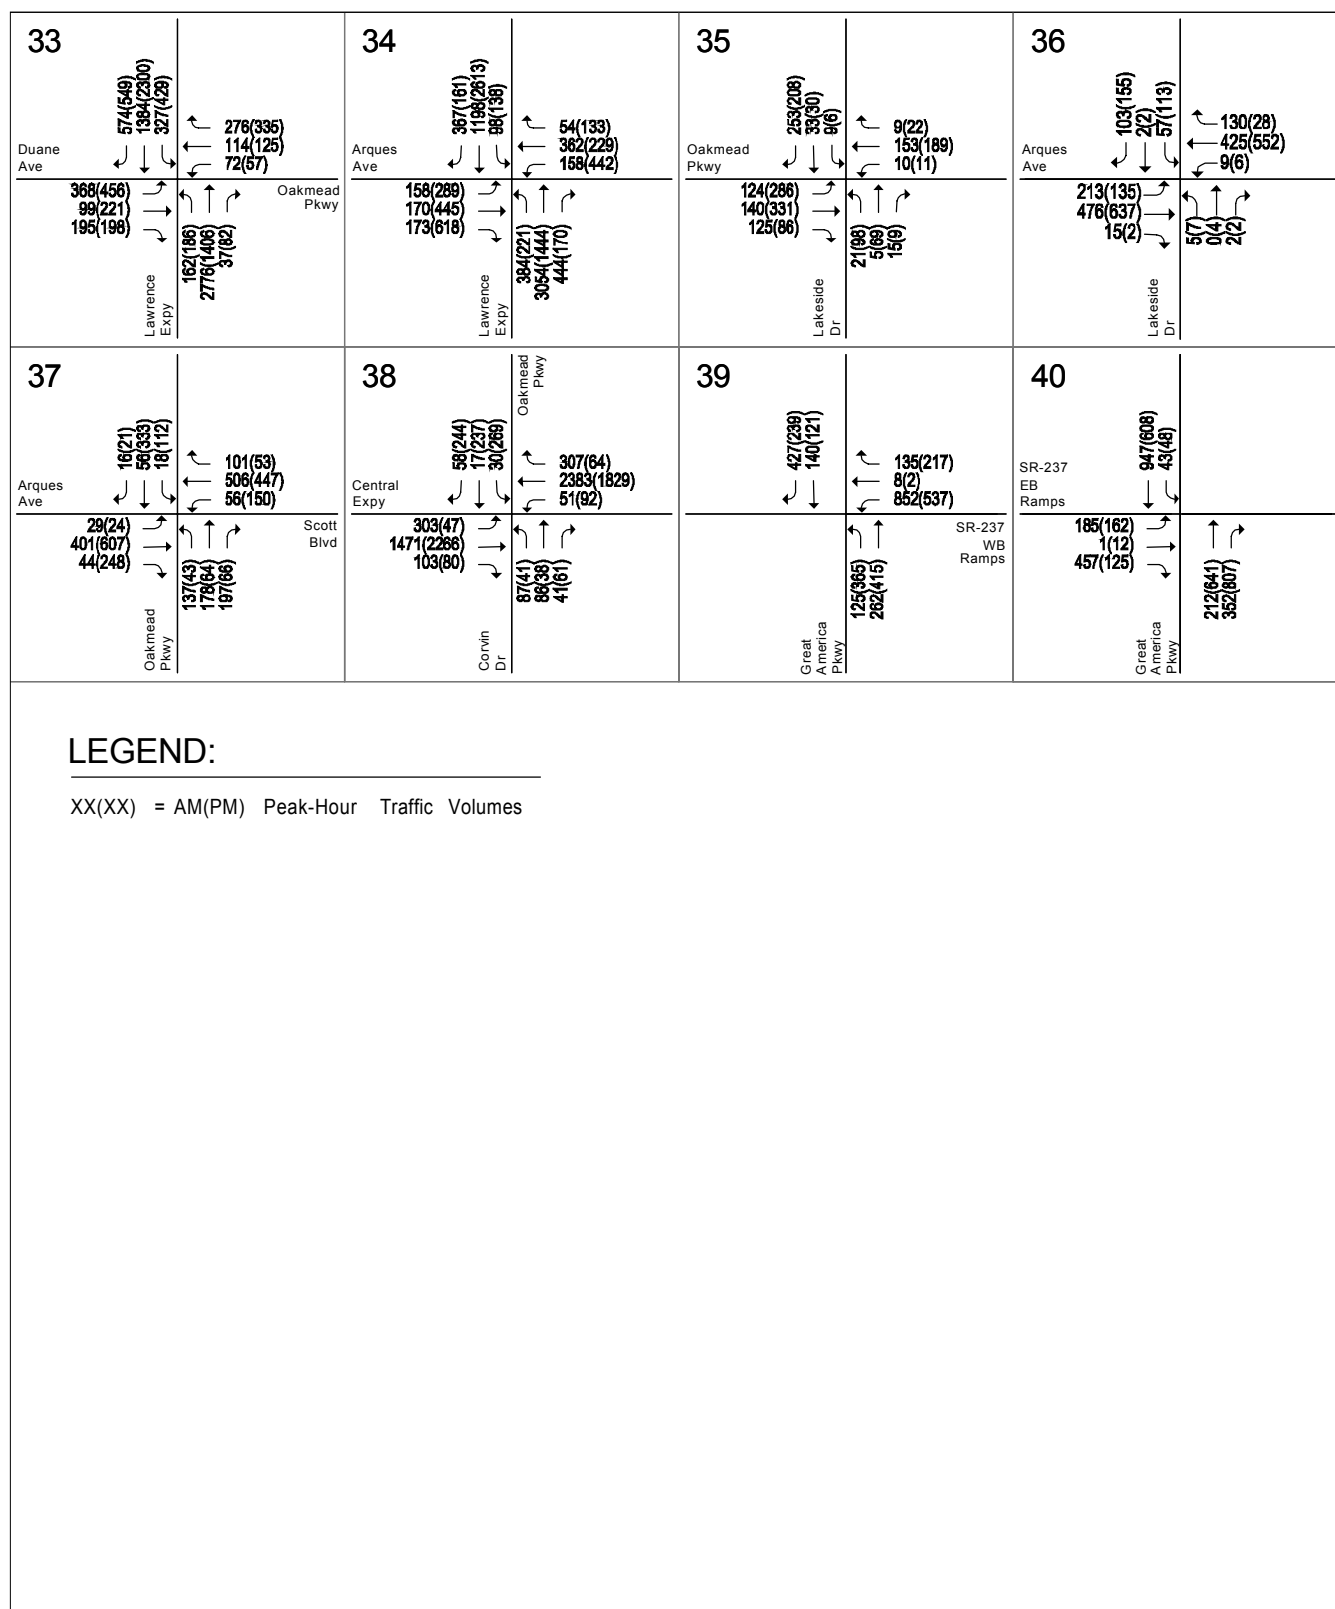 33
574(549)
1384(2300)
327(429)
276(335)
114(125)
72(57)
Duane
Ave
368(456)
99(221)
195(198)
Oakmead
Pkwy
162(186)
2776(1406)
37(82)
Lawrence
Expy
34
367(161)
1198(2613)
98(138)
54(133)
362(229)
158(442)
Arques
Ave
158(289)
170(445)
173(618)
384(221)
3054(1444)
444(170)
Lawrence
Expy
35
253(208)
33(30)
9(6)
9(22)
153(189)
10(11)
Oakmead
Pkwy
124(286)
140(331)
125(86)
21(98)
5(69)
15(9)
Lakeside
Dr
36
103(155)
2(2)
57(113)
130(28)
425(552)
9(6)
Arques
Ave
213(135)
476(637)
15(2)
5(7)
0(4)
2(2)
Lakeside
Dr
37
16(21)
56(333)
18(112)
101(53)
506(447)
56(150)
Arques
Ave
29(24)
401(607)
44(248)
Scott
Blvd
137(43)
178(64)
197(66)
Oakmead
Pkwy
38
Oakmead
Pkwy
58(244)
17(237)
30(269)
307(64)
2383(1829)
51(92)
Central
Expy
303(47)
1471(2266)
103(80)
87(41)
86(38)
41(61)
Corvin
Dr
39
427(239)
140(121)
135(217)
8(2)
852(537)
SR-237
WB
Ramps
125(365)
262(415)
Great
America
Pkwy
40
947(608)
43(48)
SR-237
EB
Ramps
185(162)
1(12)
457(125)
212(641)
352(807)
Great
America
Pkwy
LEGEND:
XX(XX) = AM(PM) Peak-Hour Traffic Volumes